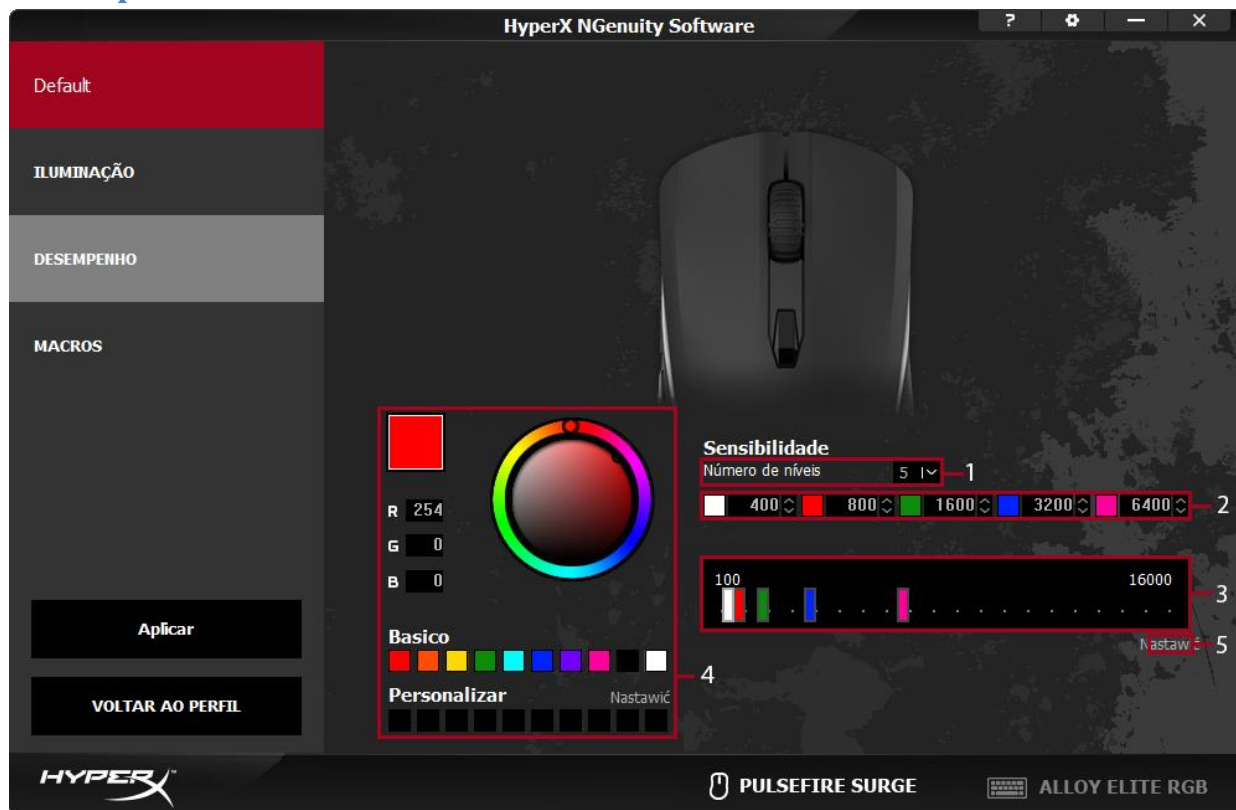 HyperX NGenuity Software
Default
ILUMINAÇÃO
DESEMPENHO
MACROS
Aplicar
VOLTAR AO PERFIL
R 254
G 0
B 0
Basico
Personalizar Nastawić
4
Sensibilidade
Número de níveis 5 1
400 800 1600 3200 6400 2
100 16000
3
Nastawić 5
HYPERX
PULSEFIRE SURGE
ALLOY ELITE RGB